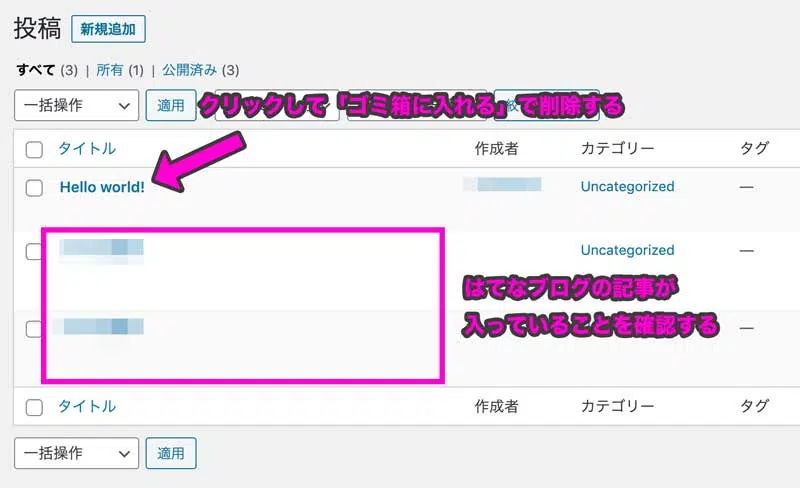 投稿 新規追加
すべて (3) | 所有 (1) | 公開済み (3)
一括操作 適用 クリックして「ゴミ箱に入れる」で削除する
タイトル 作成者 カテゴリー タグ
Hello world! Uncategorized —
Uncategorized —
はてなブログの記事が
入っていることを確認する —
タイトル 作成者 カテゴリー タグ
一括操作 適用